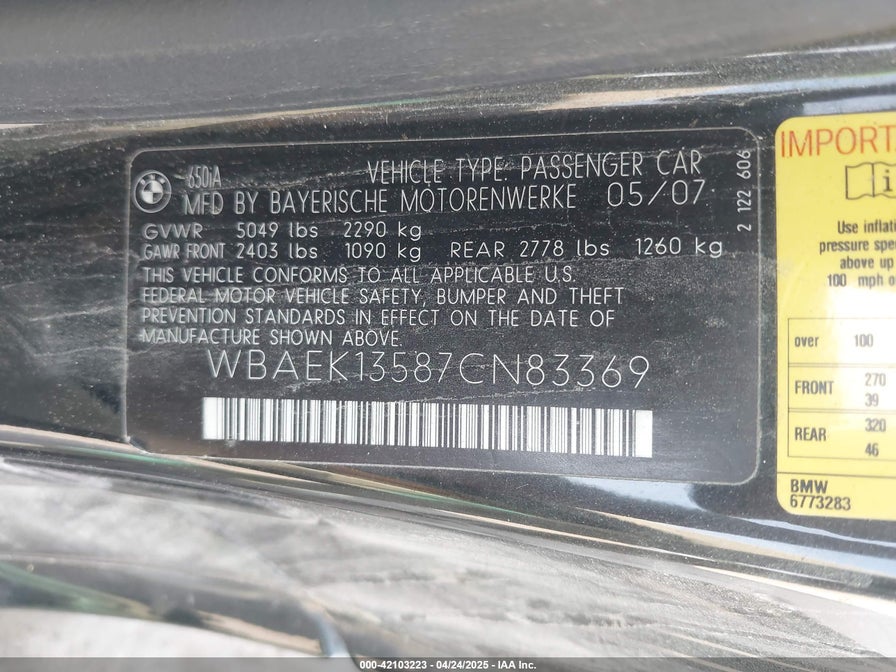 650iA
VEHICLE TYPE: PASSENGER CAR
MFD BY BAYERISCHE MOTORENWERKE 05/07
GVWR 5049 lbs 2290 kg
GAWR FRONT 2403 lbs 1090 kg REAR 2778 lbs 1260 kg
THIS VEHICLE CONFORMS TO ALL APPLICABLE U.S.
FEDERAL MOTOR VEHICLE SAFETY, BUMPER AND THEFT
PREVENTION STANDARDS IN EFFECT ON THE DATE OF
MANUFACTURE SHOWN ABOVE.
WBAEK13587CN83369
2 122 606
IMPORTA
i
Use inflati
pressure spe
above up
100 mph o
over 100
FRONT 270
39
REAR 320
46
BMW
6773283
000-42103223 - 04/24/2025 - IAA Inc.